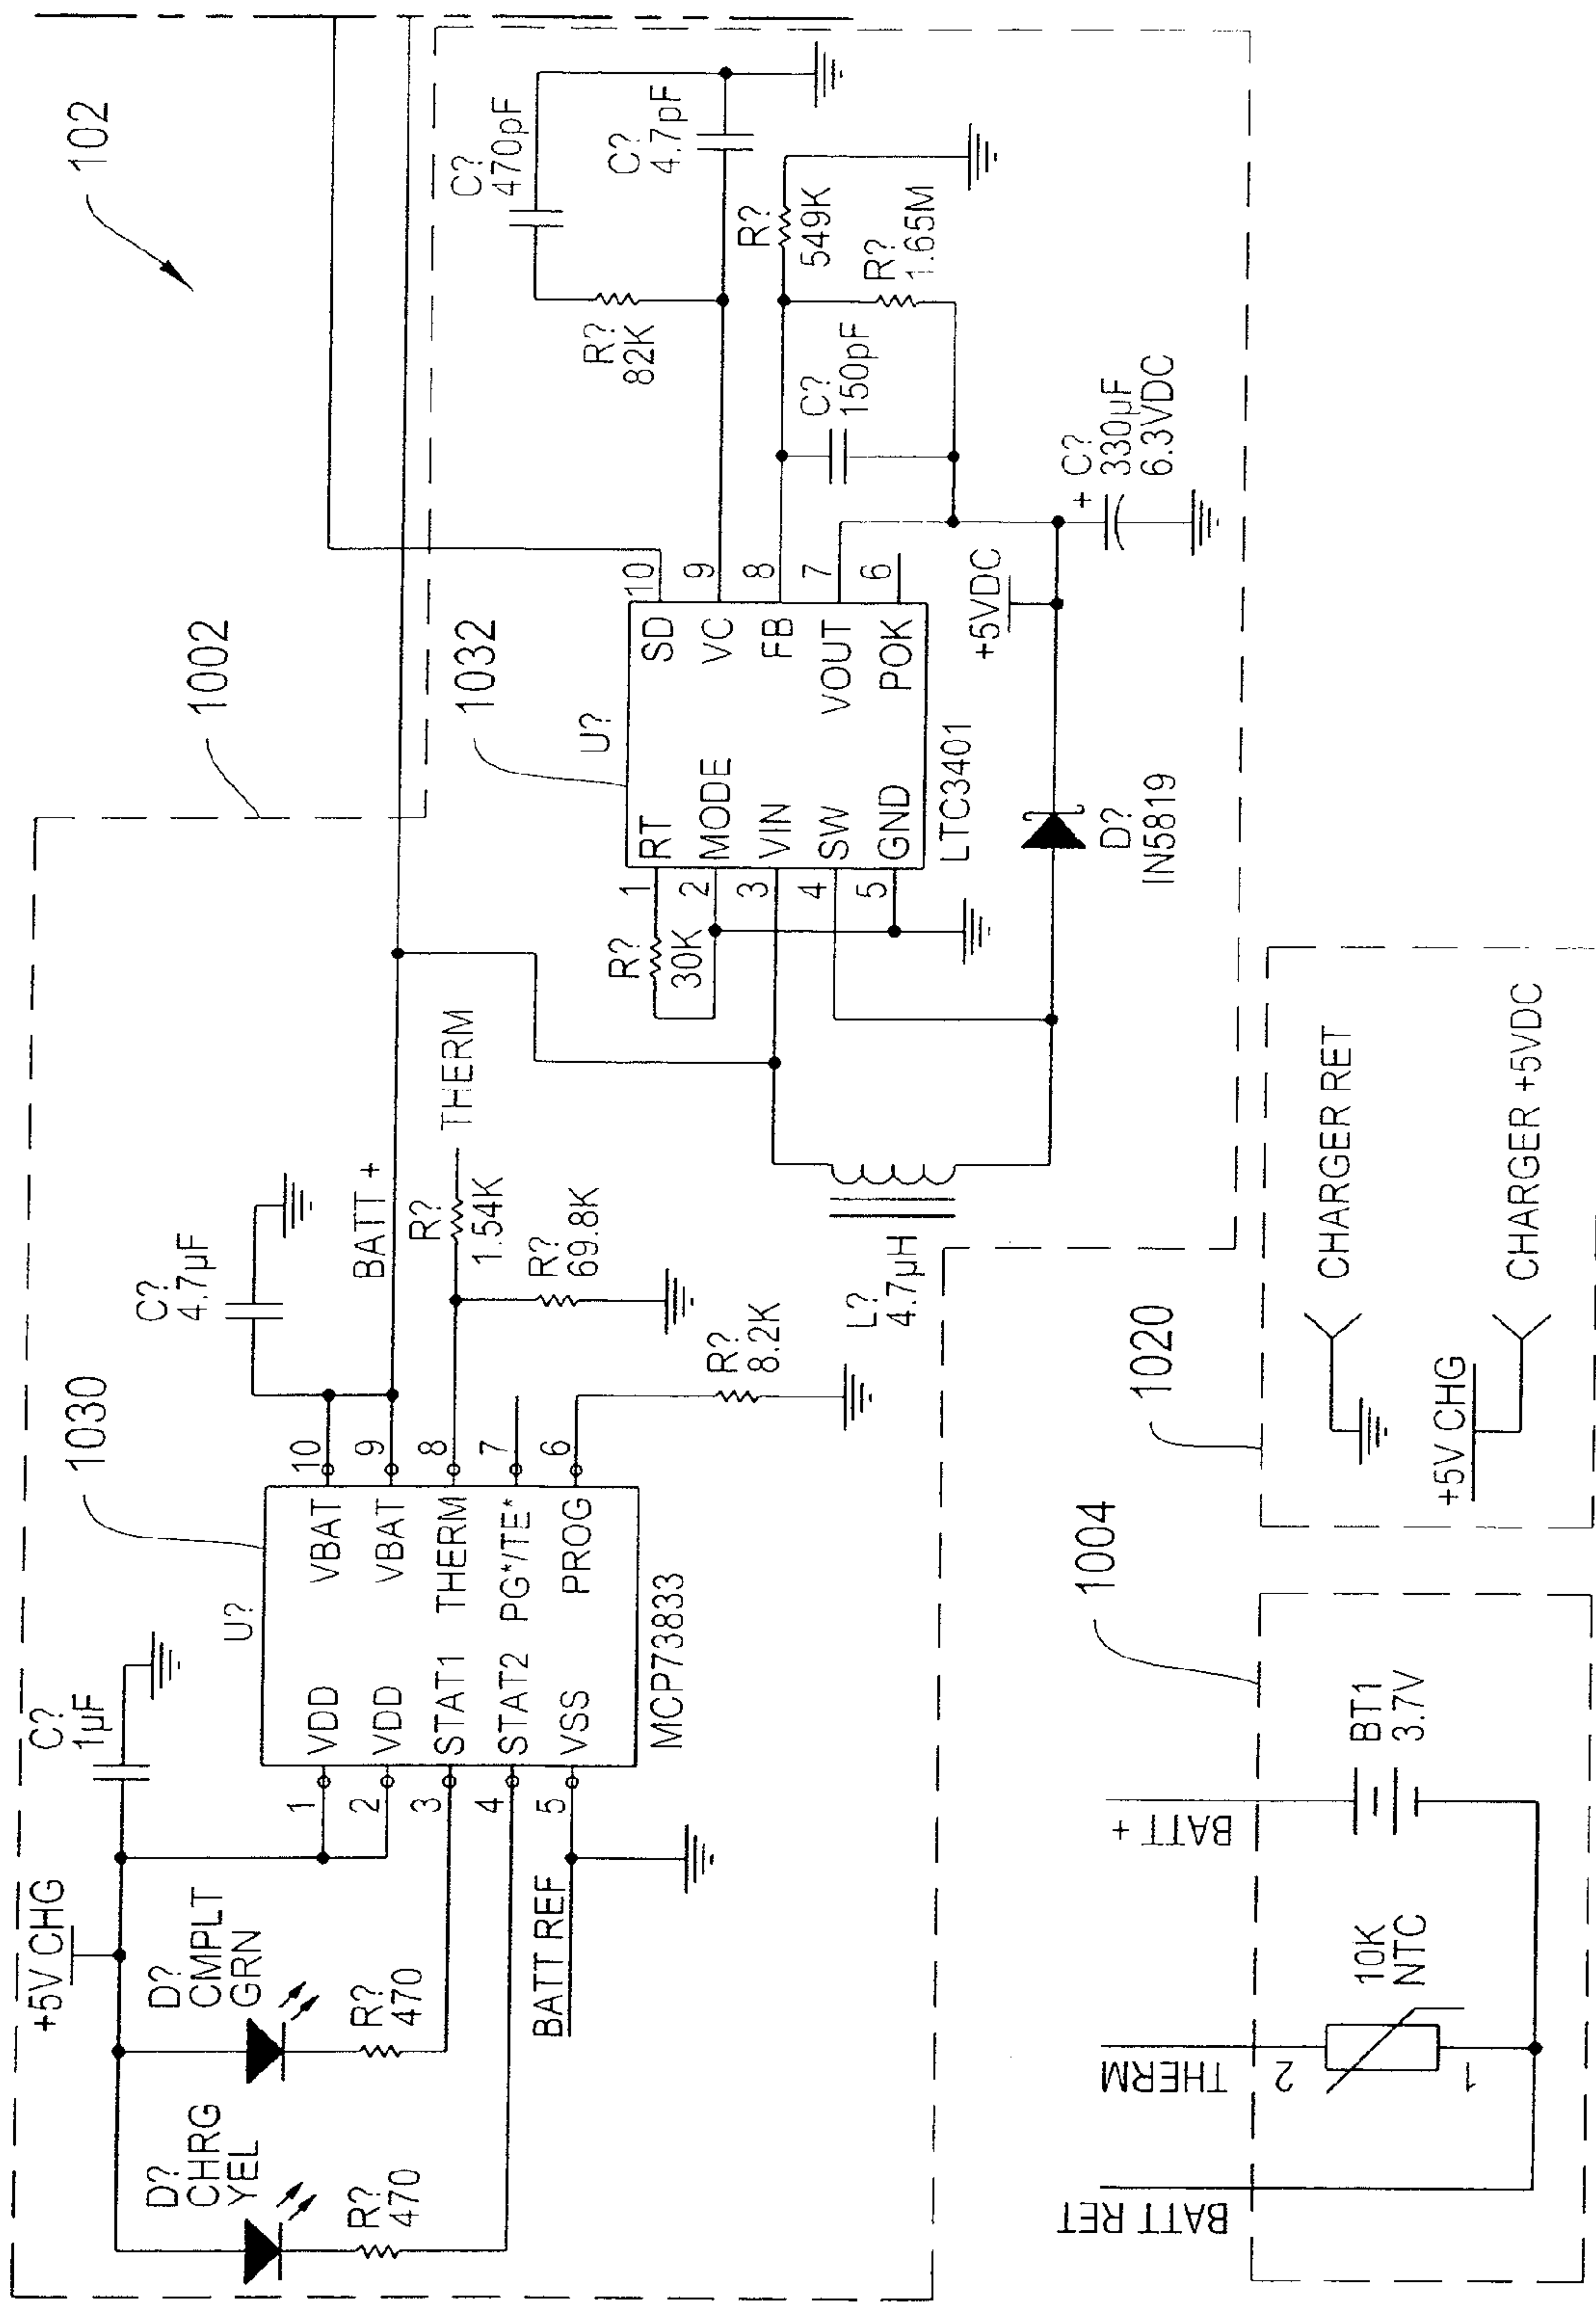 102
1002
+5V CHG
C?
1µF
D?
CHRG
YEL
R?
470
D?
CMPLT
GRN
R?
470
BATT REF
1030
U?
1
2
3
4
5
VDD
VDD
STAT1
STAT2
VSS
VBAT
VBAT
THERM
PG*/TE*
PROG
10
9
8
7
6
MCP73833
C?
4.7µF
BATT +
R?
1.54K
THERM
R?
69.8K
R?
8.2K
L?
4.7µH
1032
U?
R?
30K
1
2
3
4
5
RT
MODE
VIN
SW
GND
SD
VC
FB
VOUT
POK
10
9
8
7
6
LTC3401
R?
82K
C?
470pF
C?
4.7pF
R?
549K
R?
1.65M
C?
150pF
+5VDC
C?
+
330µF
6.3VDC
D?
IN5819
1004
BATT RET
THERM
BATT +
2
1
10K
NTC
BT1
3.7V
1020
CHARGER RET
+5V CHG
CHARGER +5VDC